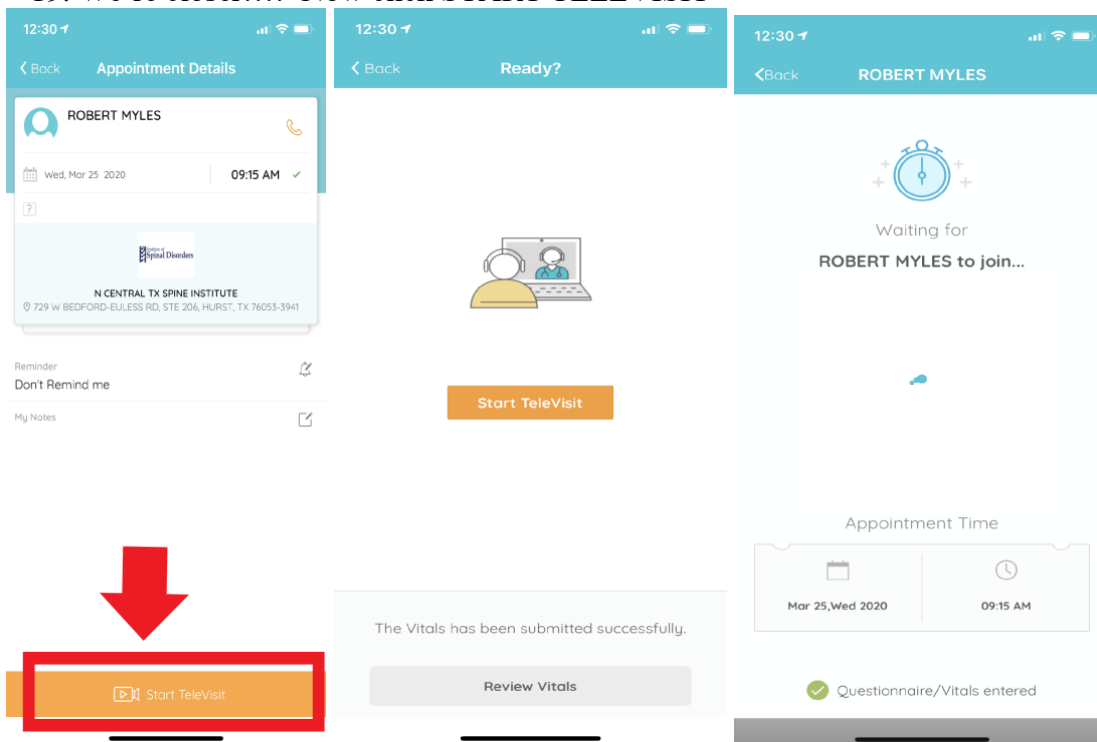 12:30
Back Appointment Details
ROBERT MYLES
Wed, Mar 25 2020 09:15 AM
?
Spinal Disorders
N CENTRAL TX SPINE INSTITUTE
729 W BEDFORD-EULESS RD, STE 206, HURST, TX 76053-3941
Reminder
Don't Remind me
My Notes
Start TeleVisit
12:30
Back Ready?
Start TeleVisit
The Vitals has been submitted successfully.
Review Vitals
12:30
Back ROBERT MYLES
Waiting for
ROBERT MYLES to join...
Appointment Time
Mar 25,Wed 2020 09:15 AM
Questionnaire/Vitals entered